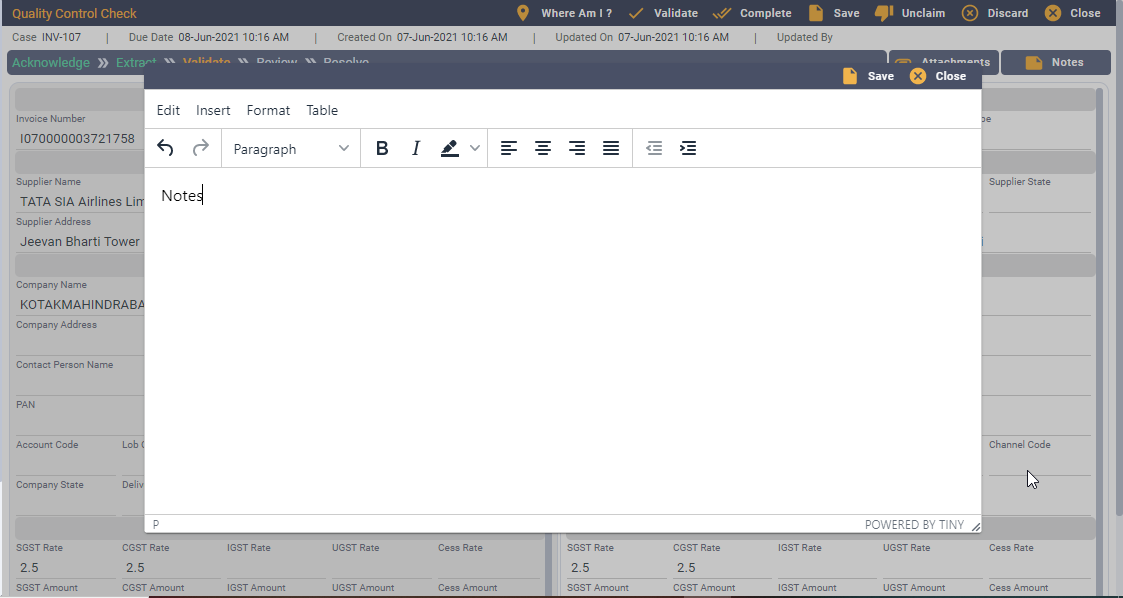 Quality Control Check Where Am I ? Validate Complete Save Unclaim Discard Close
Case INV-107 | Due Date 08-Jun-2021 10:16 AM | Created On 07-Jun-2021 10:16 AM | Updated On 07-Jun-2021 10:16 AM | Updated By
Acknowledge Extract Validate Review Resolve Attachments Notes
Save Close
Edit Insert Format Table
Paragraph B I
Notes
P POWERED BY TINY
Invoice Number
I070000003721758
Supplier Name Supplier State
TATA SIA Airlines
Supplier Address
Jeevan Bharti Tower
Company Name
KOTAKMAHINDRABA
Company Address
Contact Person Name
PAN
Account Code Lob Channel Code
Company State
SGST Rate CGST Rate IGST Rate UGST Rate Cess Rate SGST Rate CGST Rate IGST Rate UGST Rate Cess Rate
2.5 2.5 2.5 2.5
SGST Amount CGST Amount IGST Amount UGST Amount Cess Amount SGST Amount CGST Amount IGST Amount UGST Amount Cess Amount